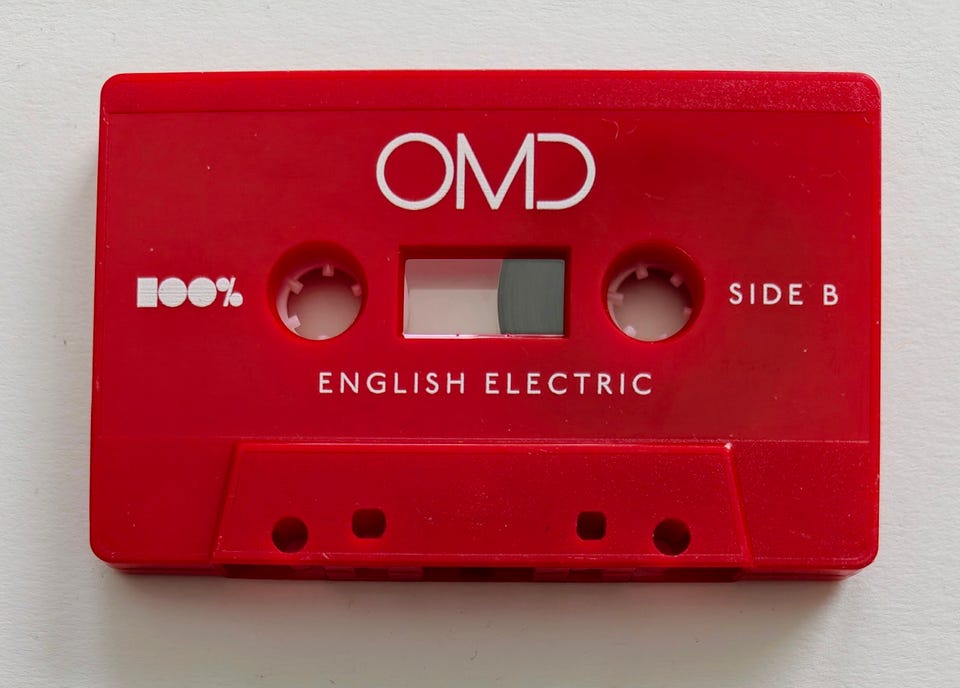 OMD
100%
SIDE B
ENGLISH ELECTRIC